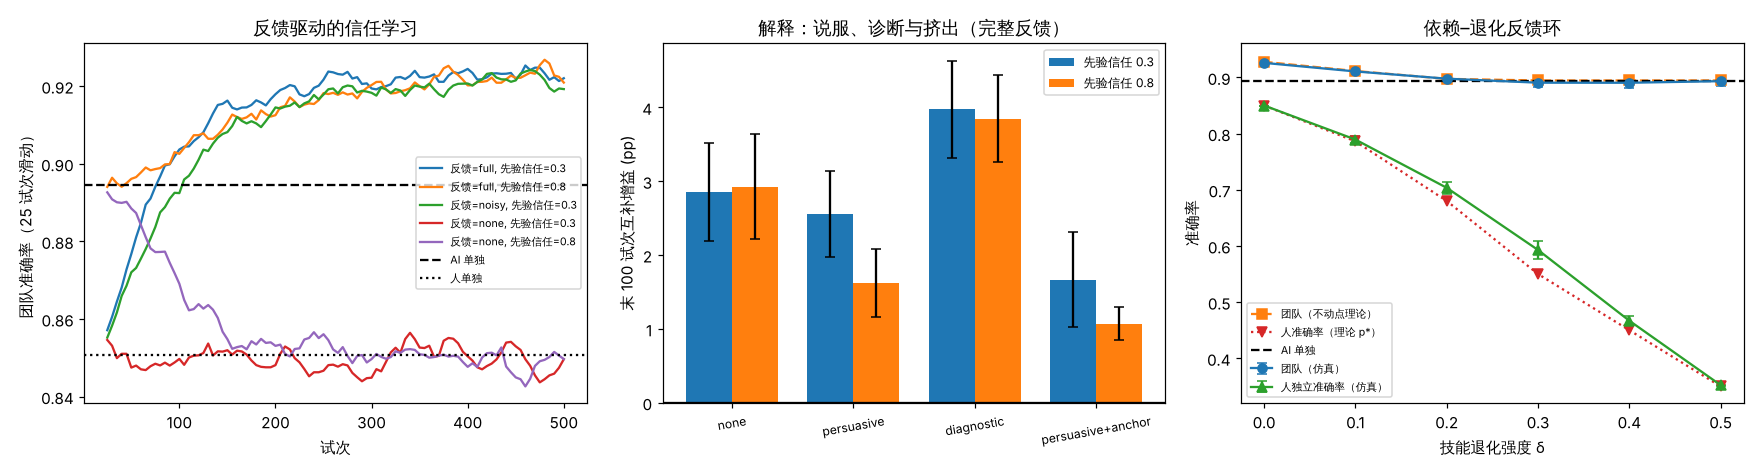 反馈驱动的信任学习
团队准确率（25 试次滑动）
0.92
0.90
0.88
0.86
0.84
100
200
300
400
500
试次
反馈=full, 先验信任=0.3
反馈=full, 先验信任=0.8
反馈=noisy, 先验信任=0.3
反馈=none, 先验信任=0.3
反馈=none, 先验信任=0.8
AI 单独
人单独
解释：说服、诊断与挤出（完整反馈）
末 100 试次互补增益 (pp)
4
3
2
1
0
none
persuasive
diagnostic
persuasive+anchor
先验信任 0.3
先验信任 0.8
依赖–退化反馈环
准确率
0.9
0.8
0.7
0.6
0.5
0.4
0.0
0.1
0.2
0.3
0.4
0.5
技能退化强度 δ
团队（不动点理论）
人准确率（理论 p*）
AI 单独
团队（仿真）
人独立准确率（仿真）